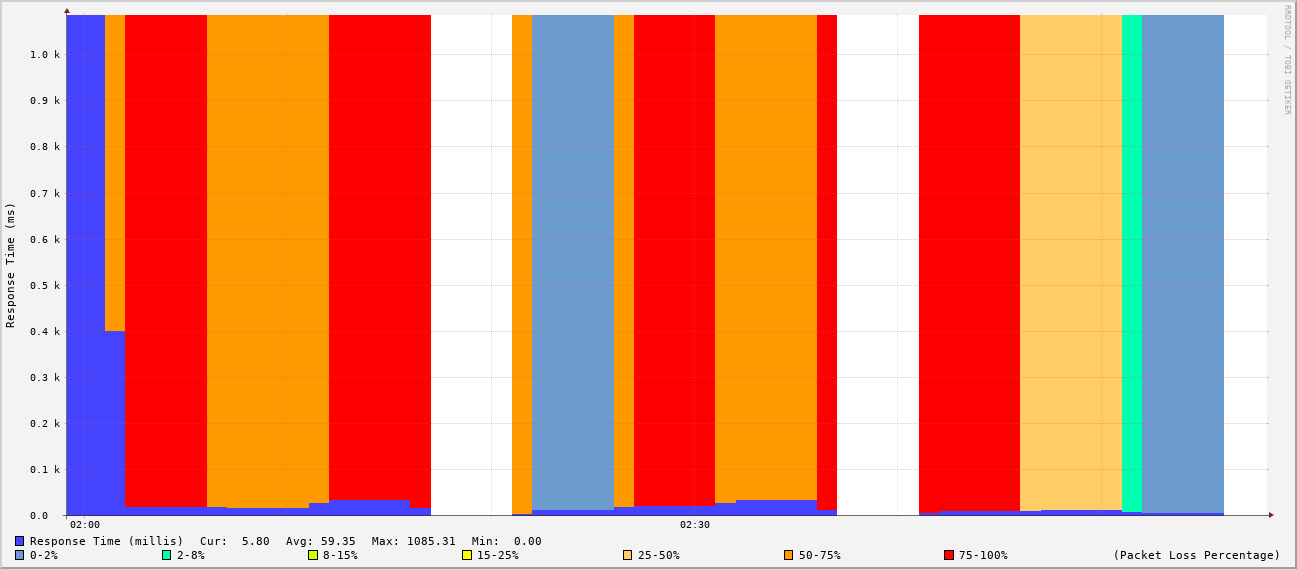 RRDTOOL / TOBI OETIKER
Response Time (ms)
1.0 k
0.9 k
0.8 k
0.7 k
0.6 k
0.5 k
0.4 k
0.3 k
0.2 k
0.1 k
0.0
02:00 02:30
Response Time (millis) Cur: 5.80 Avg: 59.35 Max: 1085.31 Min: 0.00
0-2% 2-8% 8-15% 15-25% 25-50% 50-75% 75-100% (Packet Loss Percentage)